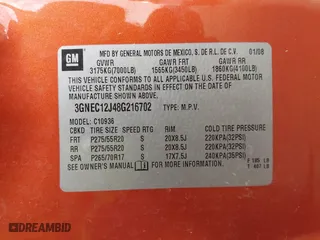 GM
MFD BY GENERAL MOTORS DE MEXICO, S. DE R.L. DE C.V. 01/08
GVWR GAWR FRT GAWR RR
3175KG(7000LB) 1565KG(3450LB) 1860KG(4100LB)
THIS VEHICLE CONFORMS TO ALL APPLICABLE U.S. FEDERAL
MOTOR VEHICLE SAFETY STANDARDS IN EFFECT ON THE DATE
OF MANUFACTURE SHOWN ABOVE.
3GNEC12J48G216702 TYPE: M.P.V.
MODEL: C10936
TIRE SIZE SPEED RTG RIM COLD TIRE PRESSURE
FRT P275/55R20 S 20X8.5J 220KPA(32PSI)
RR P275/55R20 S 20X8.5J 220KPA(32PSI)
SPA P265/70R17 S 17X7.5J 240KPA(35PSI)
SEE OWNER'S MANUAL FOR MORE INFORMATION.
AUTOHELPERBOT.COM